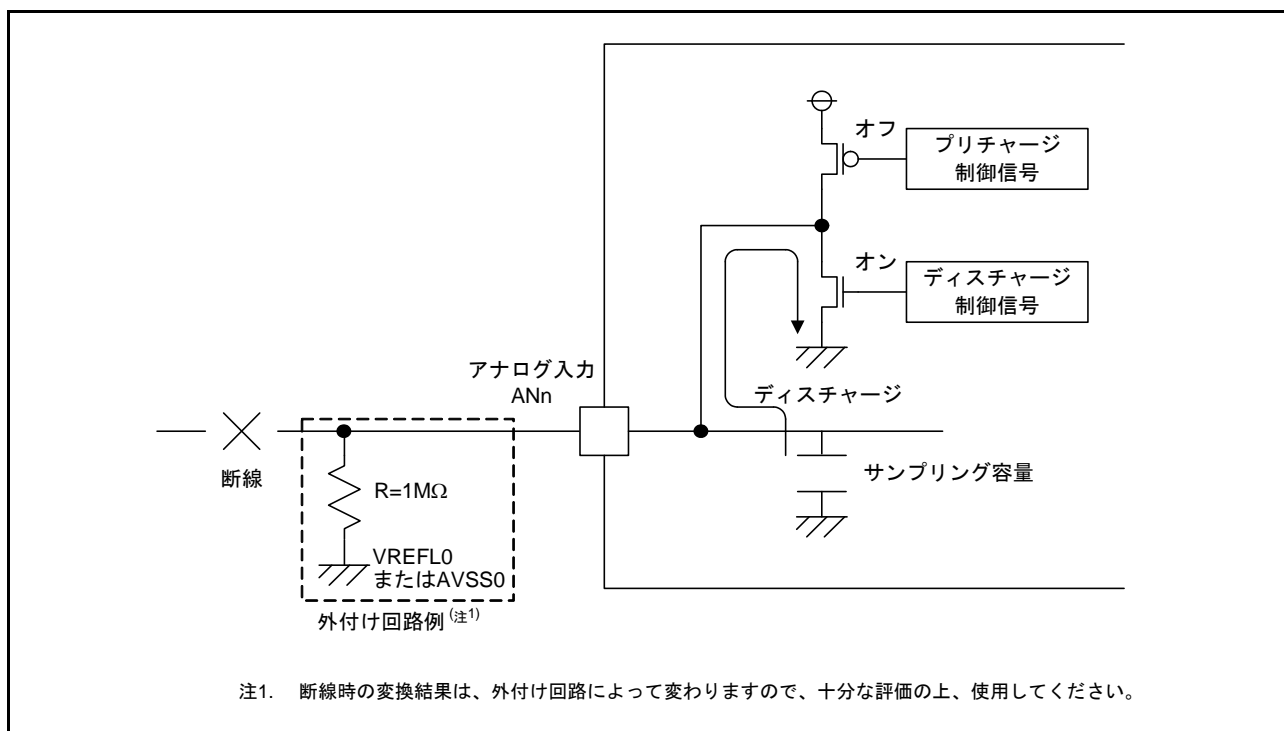 オフ
プリチャージ
制御信号
オン
ディスチャージ
制御信号
アナログ入力
ANn
ディスチャージ
断線
R=1MΩ
サンプリング容量
VREFL0
またはAVSS0
外付け回路例 (注1)
注1. 断線時の変換結果は、外付け回路によって変わりますので、十分な評価の上、使用してください。